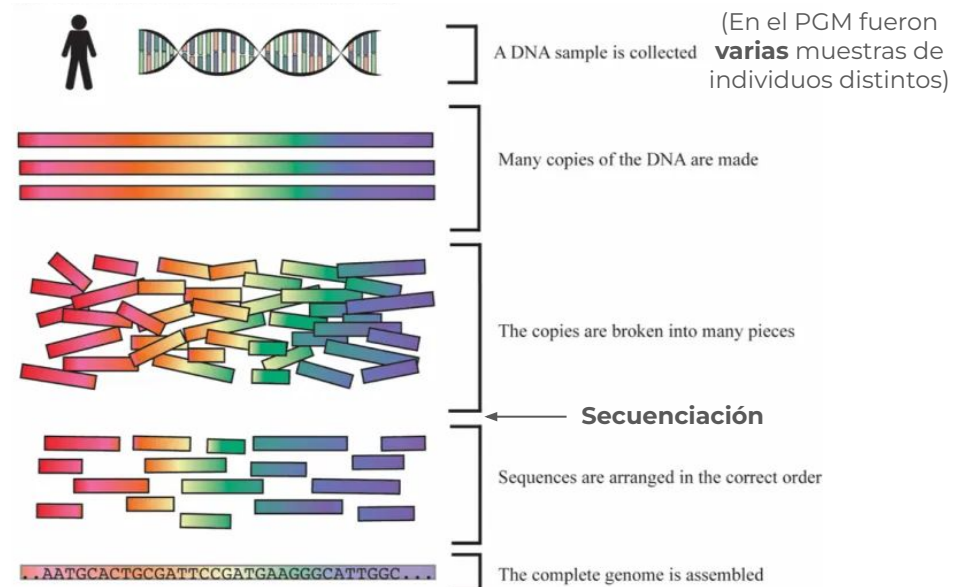 A DNA sample is collected
(En el PGM fueron
varias muestras de
individuos distintos)
Many copies of the DNA are made
The copies are broken into many pieces
Secuenciación
Sequences are arranged in the correct order
..AATGCACTGCGATTCCGATGAAGGGCATTGGC...
The complete genome is assembled